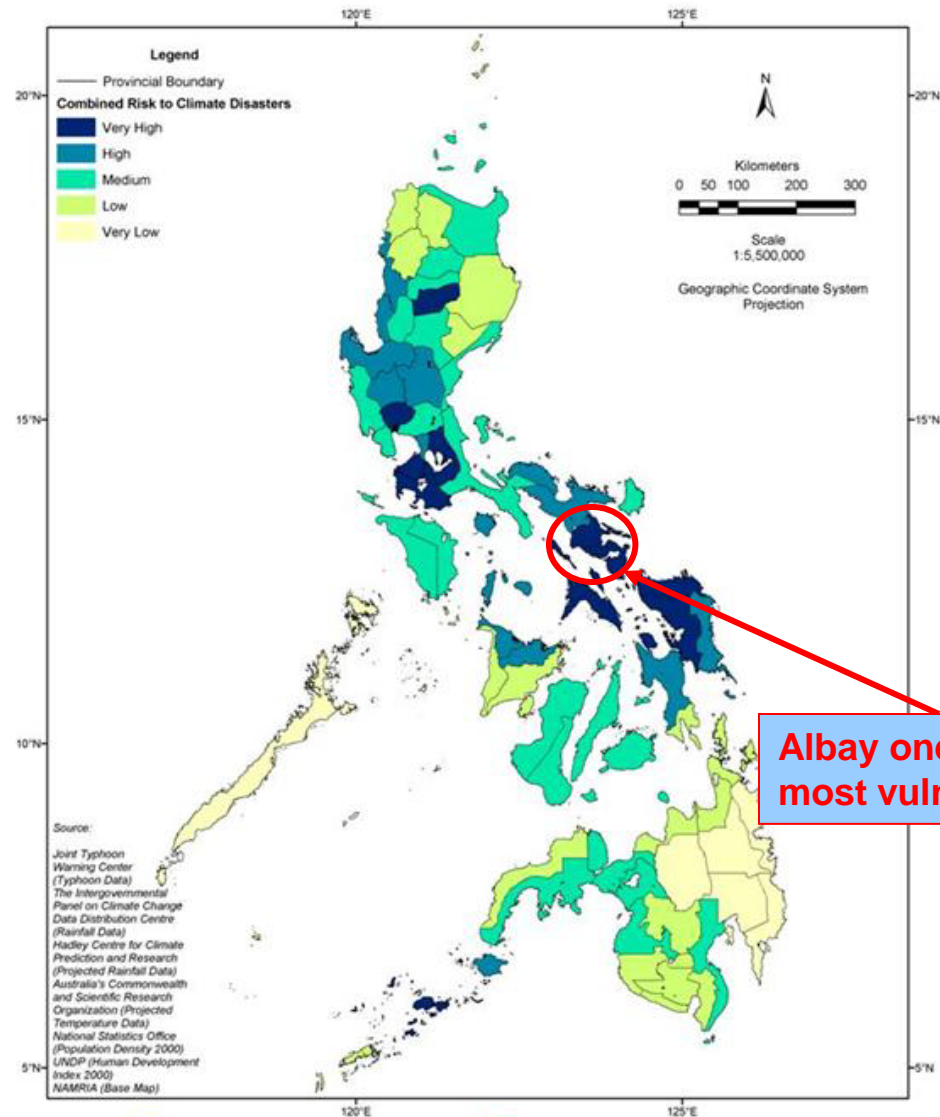 120°E
125°E
Legend
Provincial Boundary
Combined Risk to Climate Disasters
Very High
High
Medium
Low
Very Low
20°N
20°N
N
Kilometers
0 50 100 200 300
Scale
1:5,500,000
Geographic Coordinate System
Projection
15°N
15°N
10°N
Albay one
most vuln
Source:
Joint Typhoon
Warning Center
(Typhoon Data)
The Intergovernmental
Panel on Climate Change
Data Distribution Centre
(Rainfall Data)
Hadley Centre for Climate
Prediction and Research
(Projected Rainfall Data)
Australia's Commonwealth
and Scientific Research
Organization (Projected
Temperature Data)
National Statistics Office
(Population Density 2000)
UNDP (Human Development
Index 2000)
NAMRIA (Base Map)
5°N
5°N
120°E
125°E